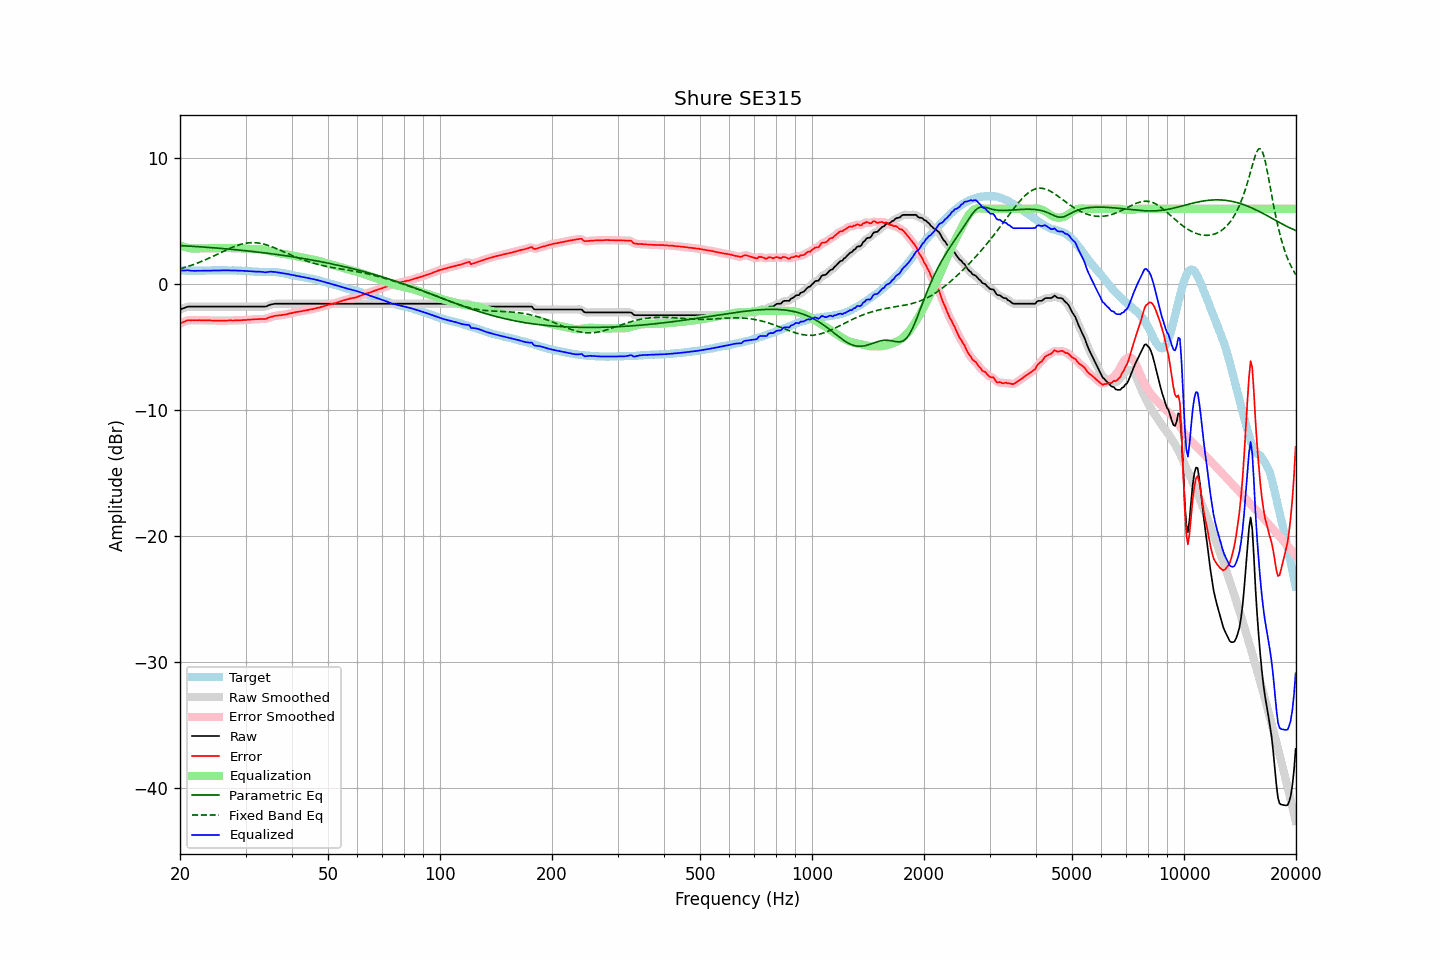 Shure SE315
Amplitude (dBr)
10
0
−10
−20
−30
−40
Target
Raw Smoothed
Error Smoothed
Raw
Error
Equalization
Parametric Eq
Fixed Band Eq
Equalized
20 50 100 200 500 1000 2000 5000 10000 20000
Frequency (Hz)